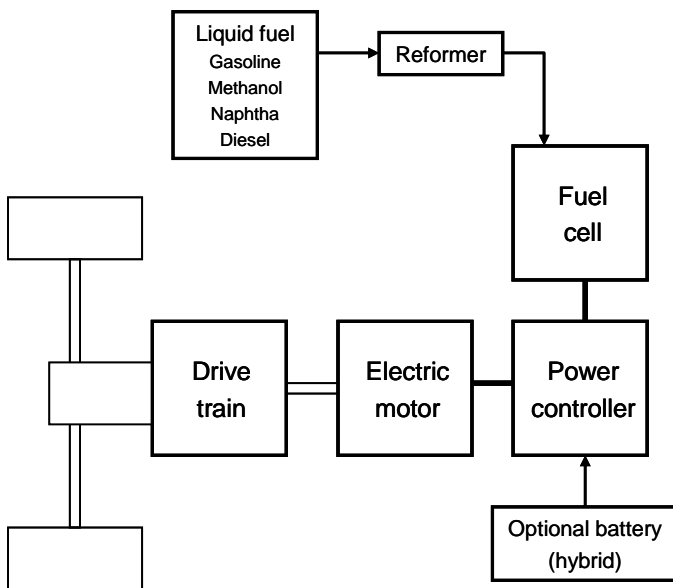 Liquid fuel
Gasoline
Methanol
Naphtha
Diesel
Reformer
Fuel
cell
Drive
train
Electric
motor
Power
controller
Optional battery
(hybrid)